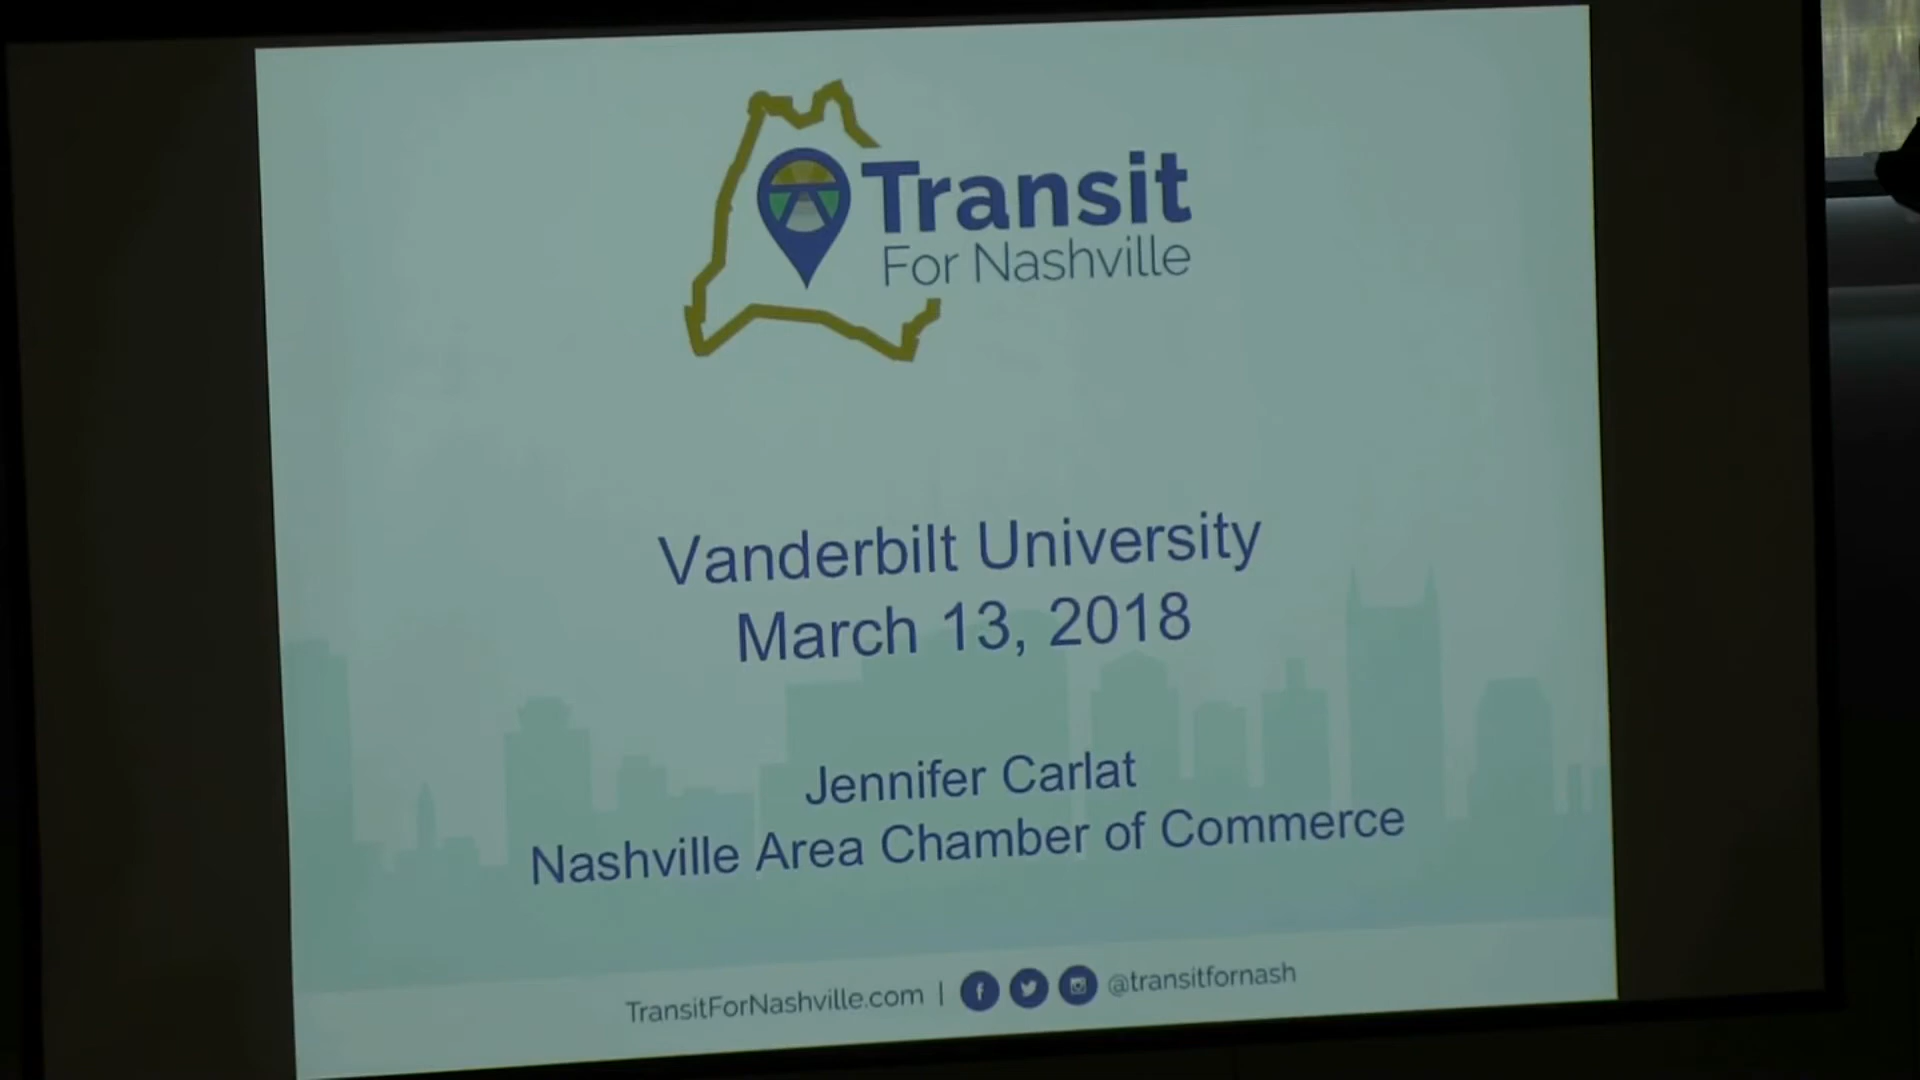 Transit
For Nashville
Vanderbilt University
March 13, 2018
Jennifer Carlat
Nashville Area Chamber of Commerce
TransitForNashville.com | @transitfornash